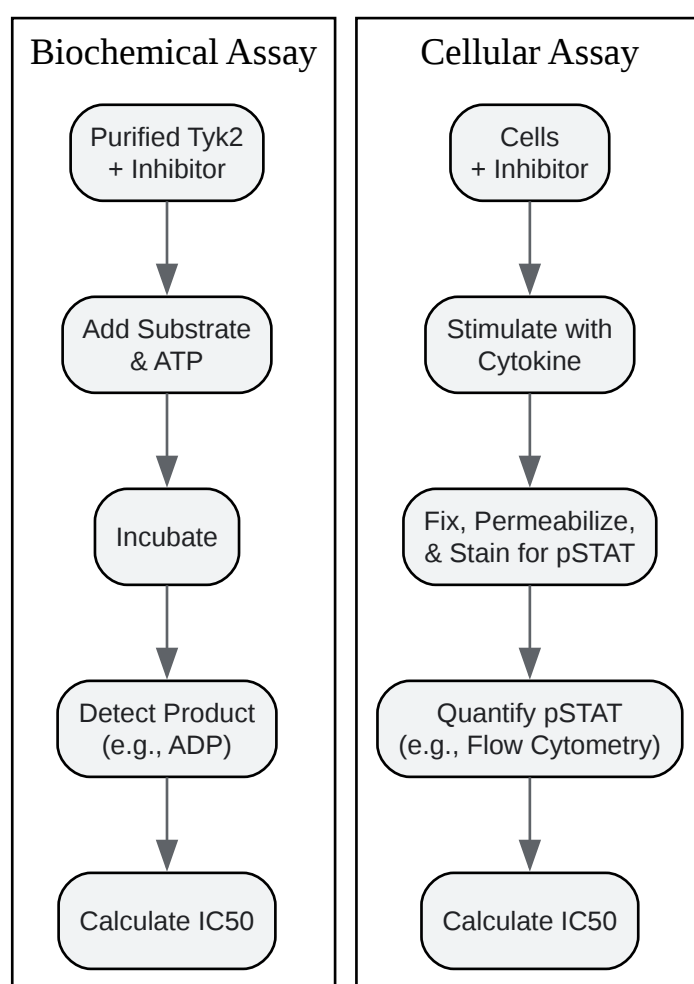 Biochemical Assay
Purified Tyk2
+ Inhibitor
Add Substrate
& ATP
Incubate
Detect Product
(e.g., ADP)
Calculate IC50
Cellular Assay
Cells
+ Inhibitor
Stimulate with
Cytokine
Fix, Permeabilize,
& Stain for pSTAT
Quantify pSTAT
(e.g., Flow Cytometry)
Calculate IC50